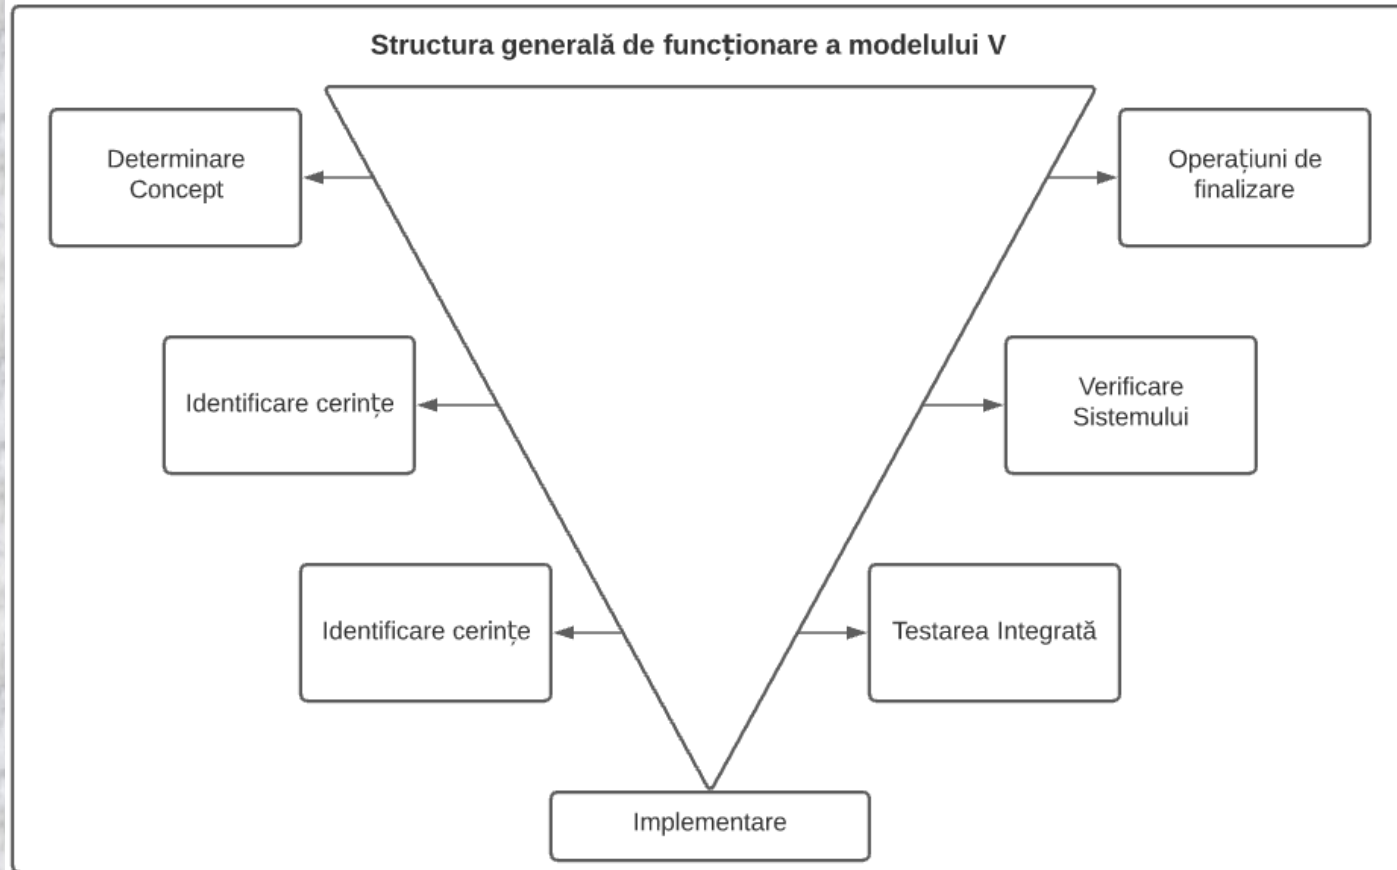 Structura generală de funcționare a modelului V
Determinare
Concept
Operațiuni de
finalizare
Identificare cerințe
Verificare
Sistemului
Identificare cerințe
Testarea Integrată
Implementare